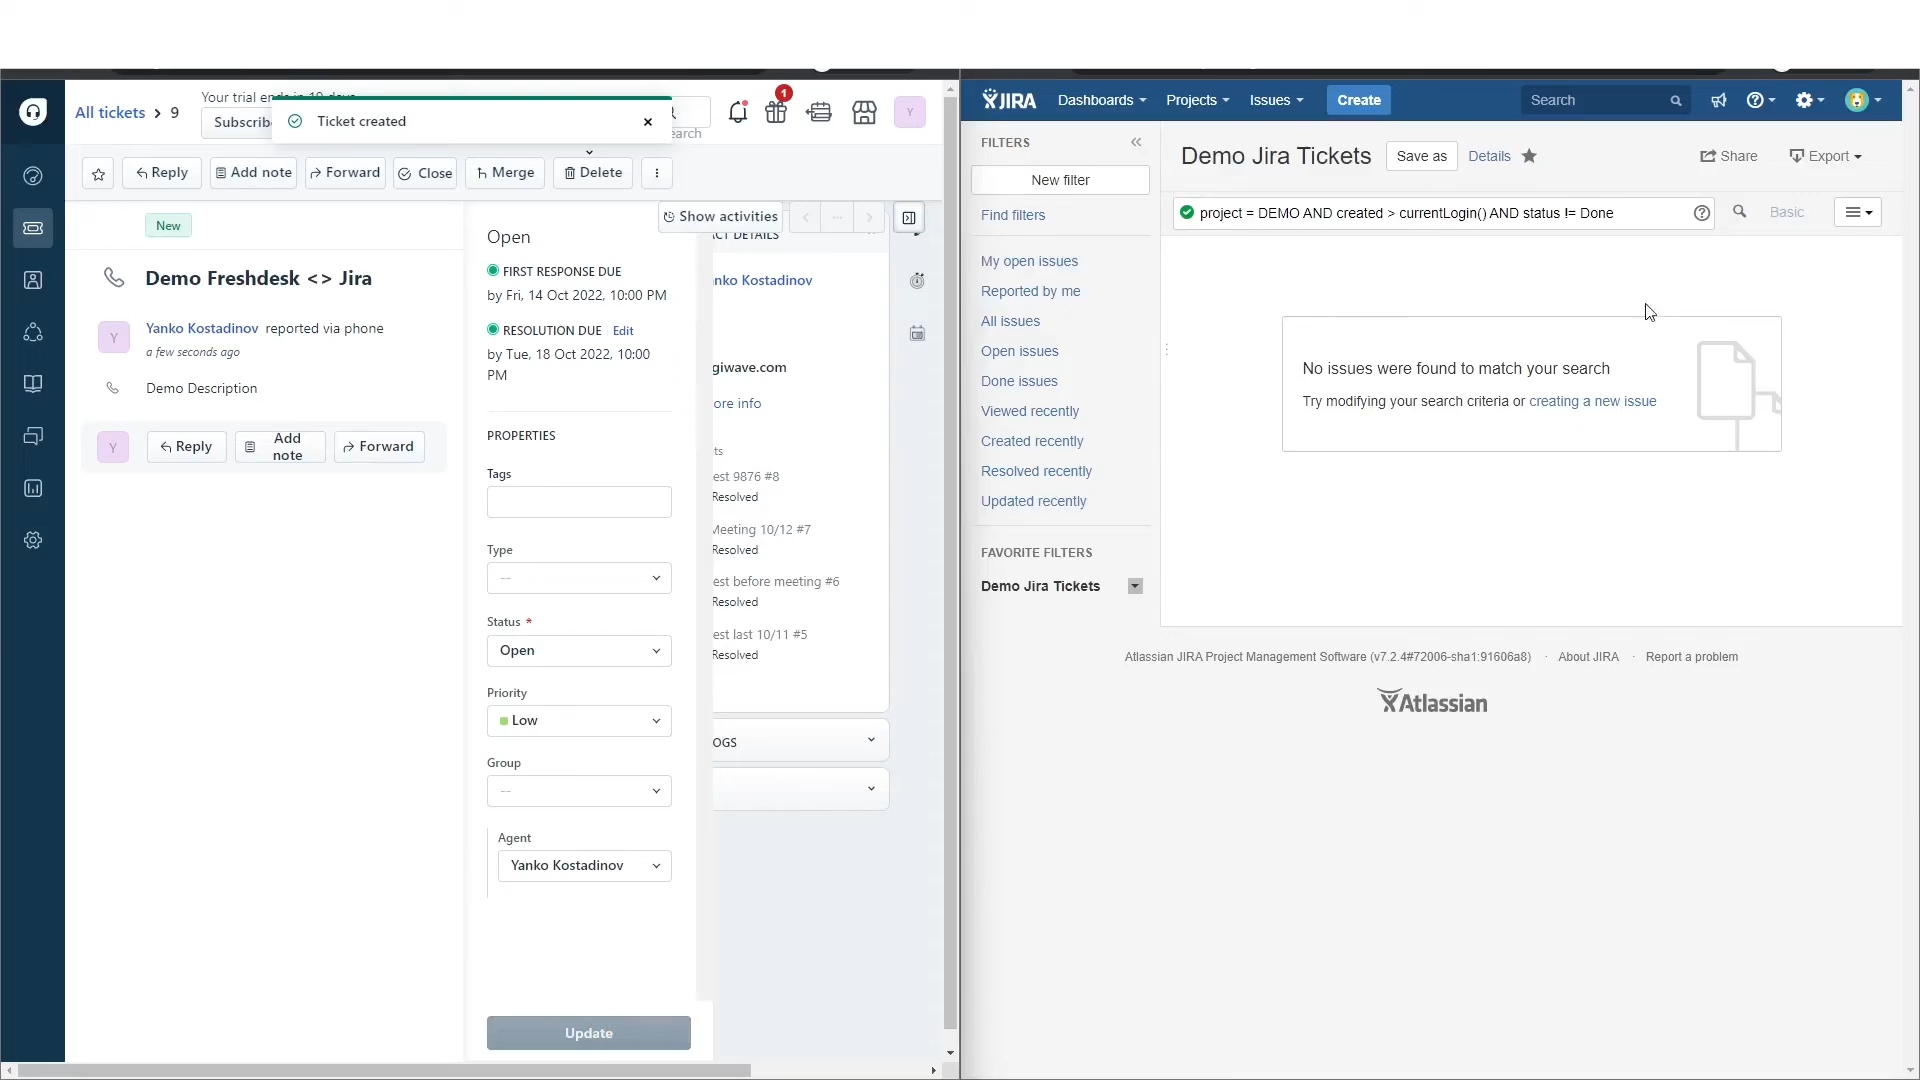 All tickets > 9
Your trial ends in 19 days
Subscrib
Ticket created
×
earch
1
Y
Reply
Add note
Forward
Close
Merge
Delete
New
Show activities
Demo Freshdesk <> Jira
Y
Yanko Kostadinov reported via phone
a few seconds ago
Demo Description
Y
Reply
Add note
Forward
Open
FIRST RESPONSE DUE
by Fri, 14 Oct 2022, 10:00 PM
RESOLUTION DUE Edit
by Tue, 18 Oct 2022, 10:00
PM
PROPERTIES
Tags
Type
--
Status *
Open
Priority
Low
Group
--
Agent
Yanko Kostadinov
Update
ACT DETAILS
nko Kostadinov
giwave.com
ore info
ts
est 9876 #8
Resolved
Meeting 10/12 #7
Resolved
est before meeting #6
Resolved
est last 10/11 #5
Resolved
OGS
JIRA
Dashboards
Projects
Issues
Create
Search
FILTERS
New filter
Find filters
My open issues
Reported by me
All issues
Open issues
Done issues
Viewed recently
Created recently
Resolved recently
Updated recently
FAVORITE FILTERS
Demo Jira Tickets
Demo Jira Tickets
Save as
Details
Share
Export
project = DEMO AND created > currentLogin() AND status != Done
Basic
No issues were found to match your search
Try modifying your search criteria or creating a new issue
Atlassian JIRA Project Management Software (v7.2.4#72006-sha1:91606a8) · About JIRA · Report a problem
Atlassian